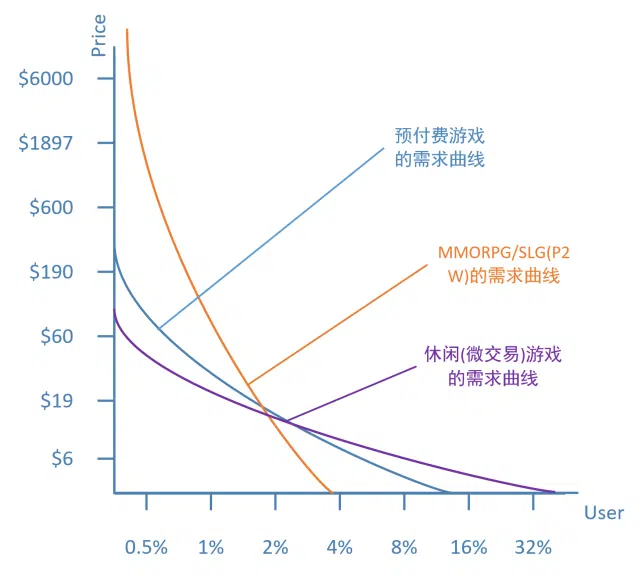 Price
$6000
$1897
$600
$190
$60
$19
$6
预付费游戏
的需求曲线
MMORPG/SLG(P2
W)的需求曲线
休闲(微交易)游戏
的需求曲线
User
0.5%
1%
2%
4%
8%
16%
32%